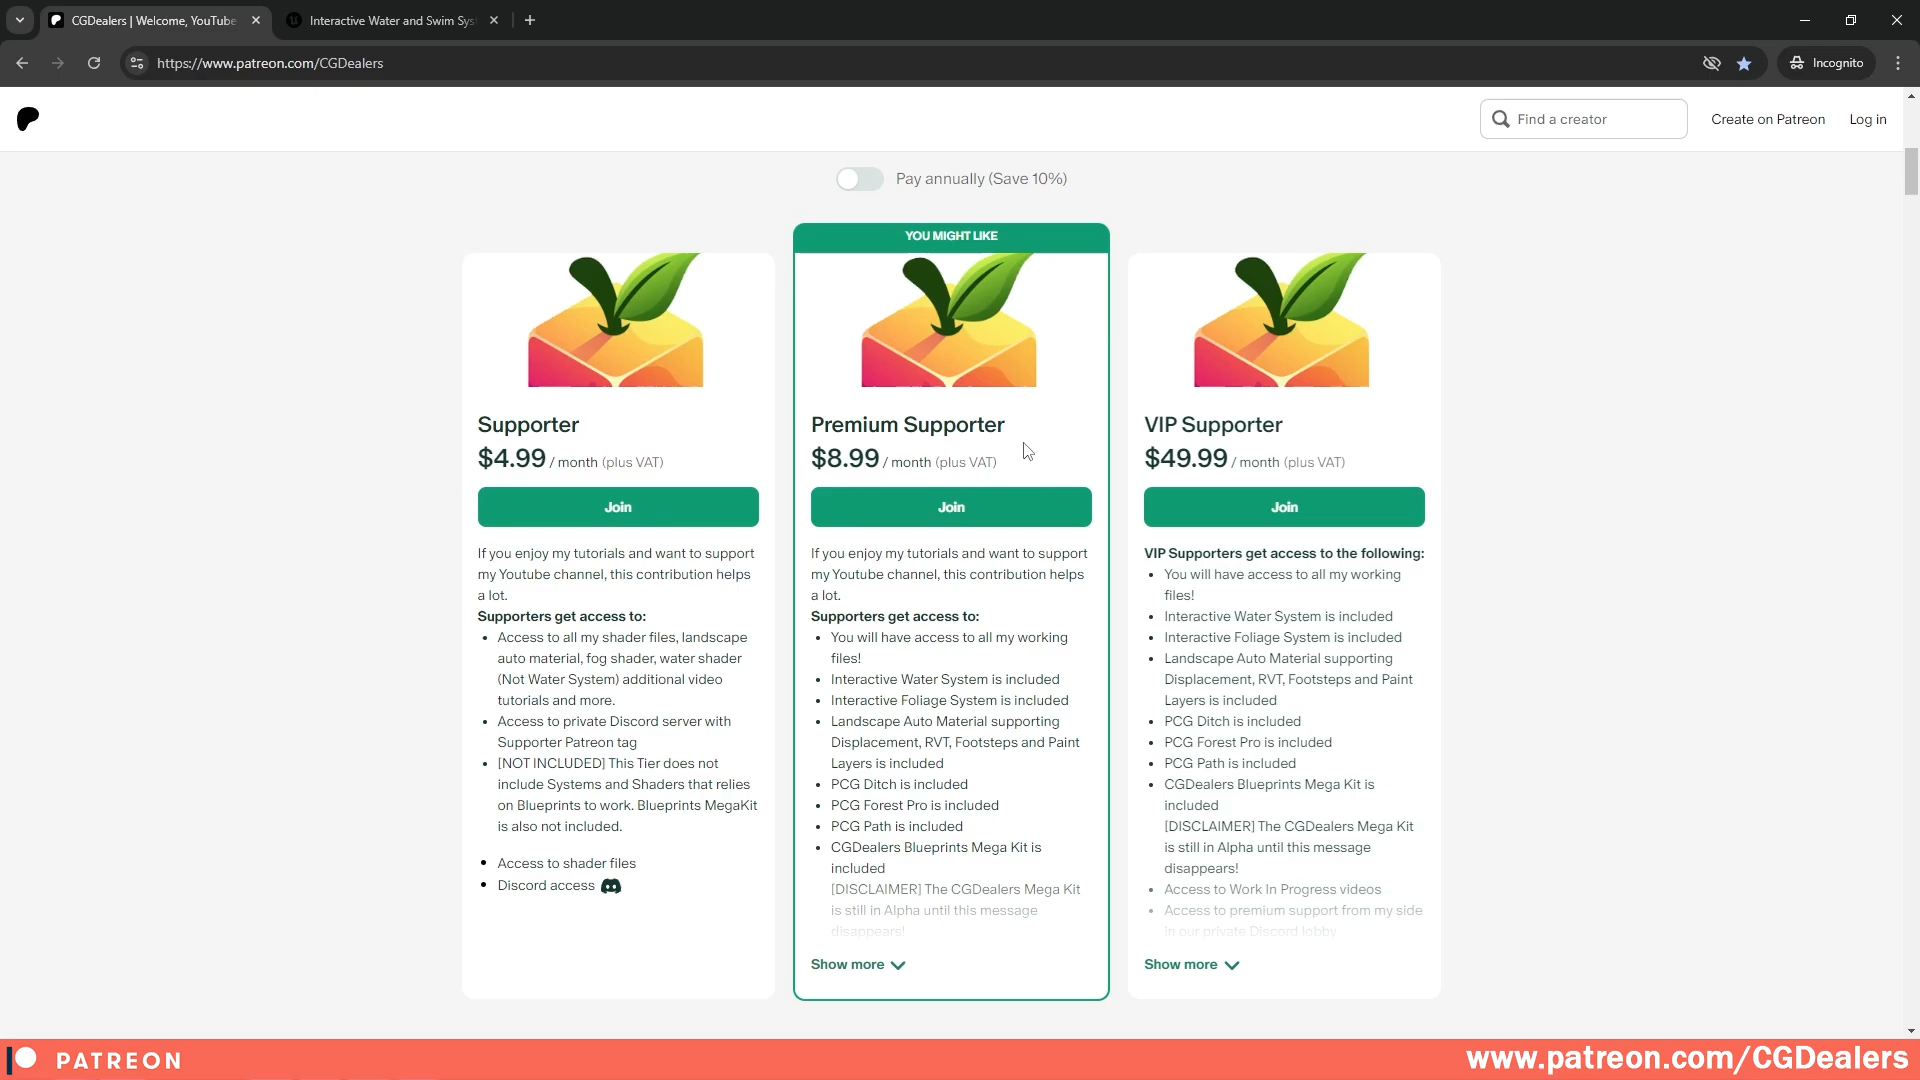 CGDealers | Welcome, YouTube
Interactive Water and Swim Sys
https://www.patreon.com/CGDealers
Incognito
Find a creator
Create on Patreon
Log in
Pay annually (Save 10%)
YOU MIGHT LIKE
Supporter
$4.99 / month (plus VAT)
Join
If you enjoy my tutorials and want to support
my Youtube channel, this contribution helps
a lot.
Supporters get access to:
• Access to all my shader files, landscape
auto material, fog shader, water shader
(Not Water System) additional video
tutorials and more.
• Access to private Discord server with
Supporter Patreon tag
• [NOT INCLUDED] This Tier does not
include Systems and Shaders that relies
on Blueprints to work. Blueprints MegaKit
is also not included.
• Access to shader files
• Discord access
Premium Supporter
$8.99 / month (plus VAT)
Join
If you enjoy my tutorials and want to support
my Youtube channel, this contribution helps
a lot.
Supporters get access to:
• You will have access to all my working
files!
• Interactive Water System is included
• Interactive Foliage System is included
• Landscape Auto Material supporting
Displacement, RVT, Footsteps and Paint
Layers is included
• PCG Ditch is included
• PCG Forest Pro is included
• PCG Path is included
• CGDealers Blueprints Mega Kit is
included
[DISCLAIMER] The CGDealers Mega Kit
is still in Alpha until this message
disappears!
Show more
VIP Supporter
$49.99 / month (plus VAT)
Join
VIP Supporters get access to the following:
• You will have access to all my working
files!
• Interactive Water System is included
• Interactive Foliage System is included
• Landscape Auto Material supporting
Displacement, RVT, Footsteps and Paint
Layers is included
• PCG Ditch is included
• PCG Forest Pro is included
• PCG Path is included
• CGDealers Blueprints Mega Kit is
included
[DISCLAIMER] The CGDealers Mega Kit
is still in Alpha until this message
disappears!
• Access to Work In Progress videos
• Access to premium support from my side
in our private Discord lobby
Show more
PATREON
www.patreon.com/CGDealers